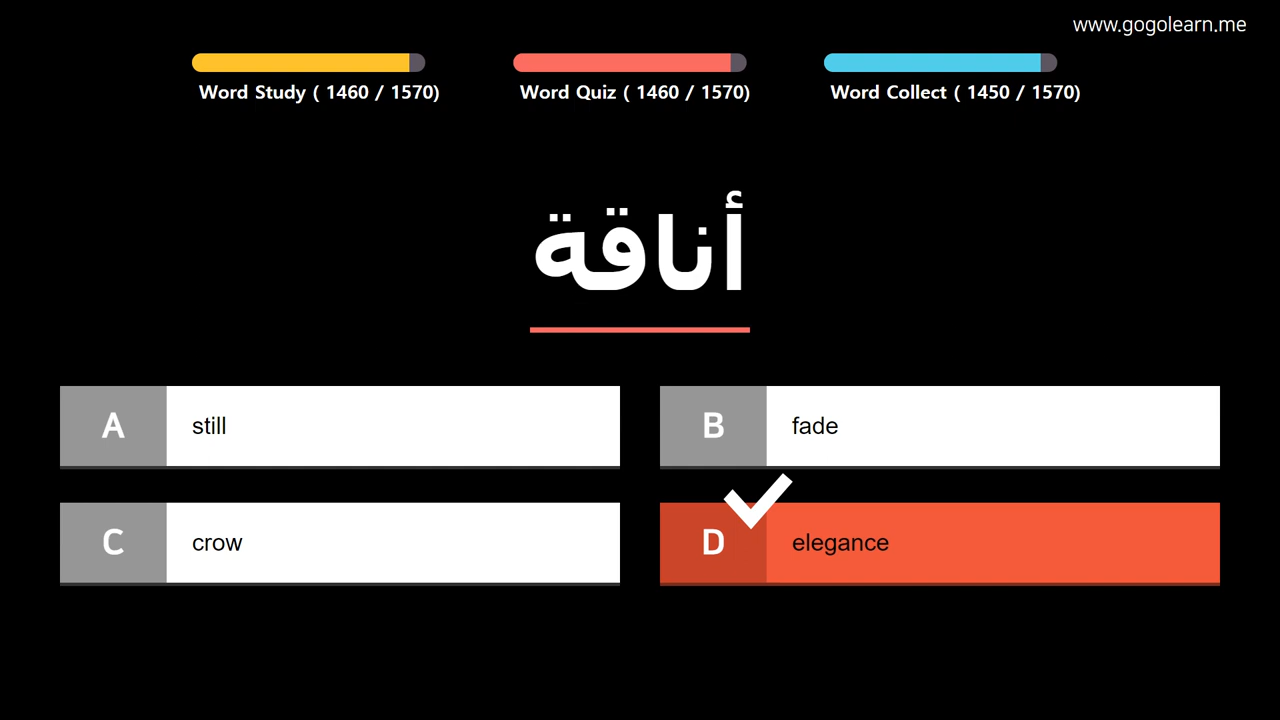 www.gogolearn.me
Word Study ( 1460 / 1570)
Word Quiz ( 1460 / 1570)
Word Collect ( 1450 / 1570)
أناقة
A still
B fade
C crow
D elegance